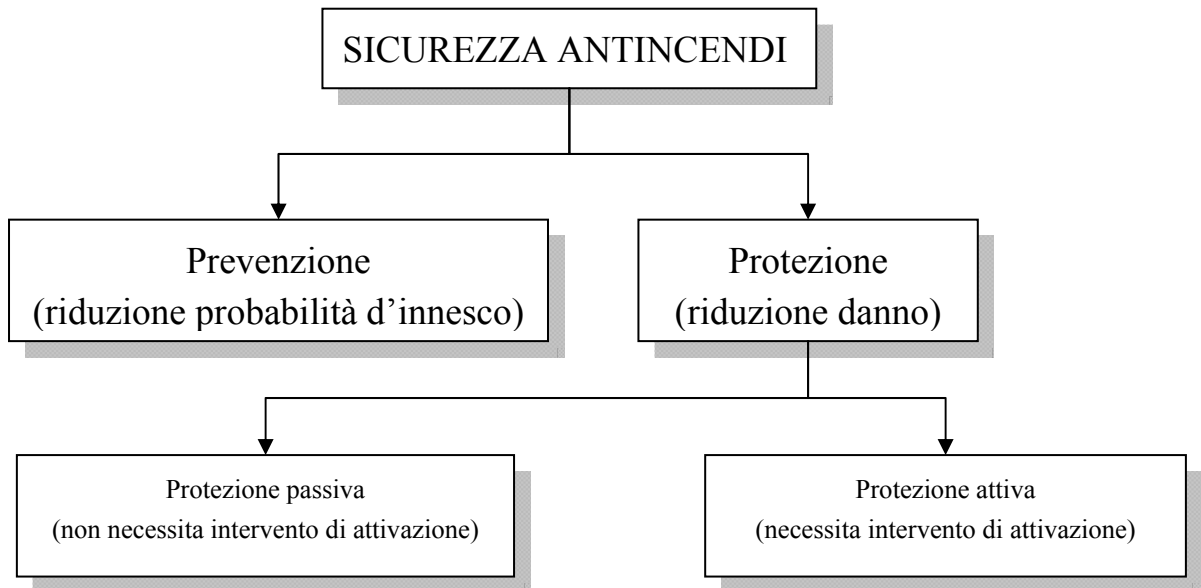 SICUREZZA ANTINCENDI
Prevenzione
(riduzione probabilità d’innesco)
Protezione
(riduzione danno)
Protezione passiva
(non necessita intervento di attivazione)
Protezione attiva
(necessita intervento di attivazione)